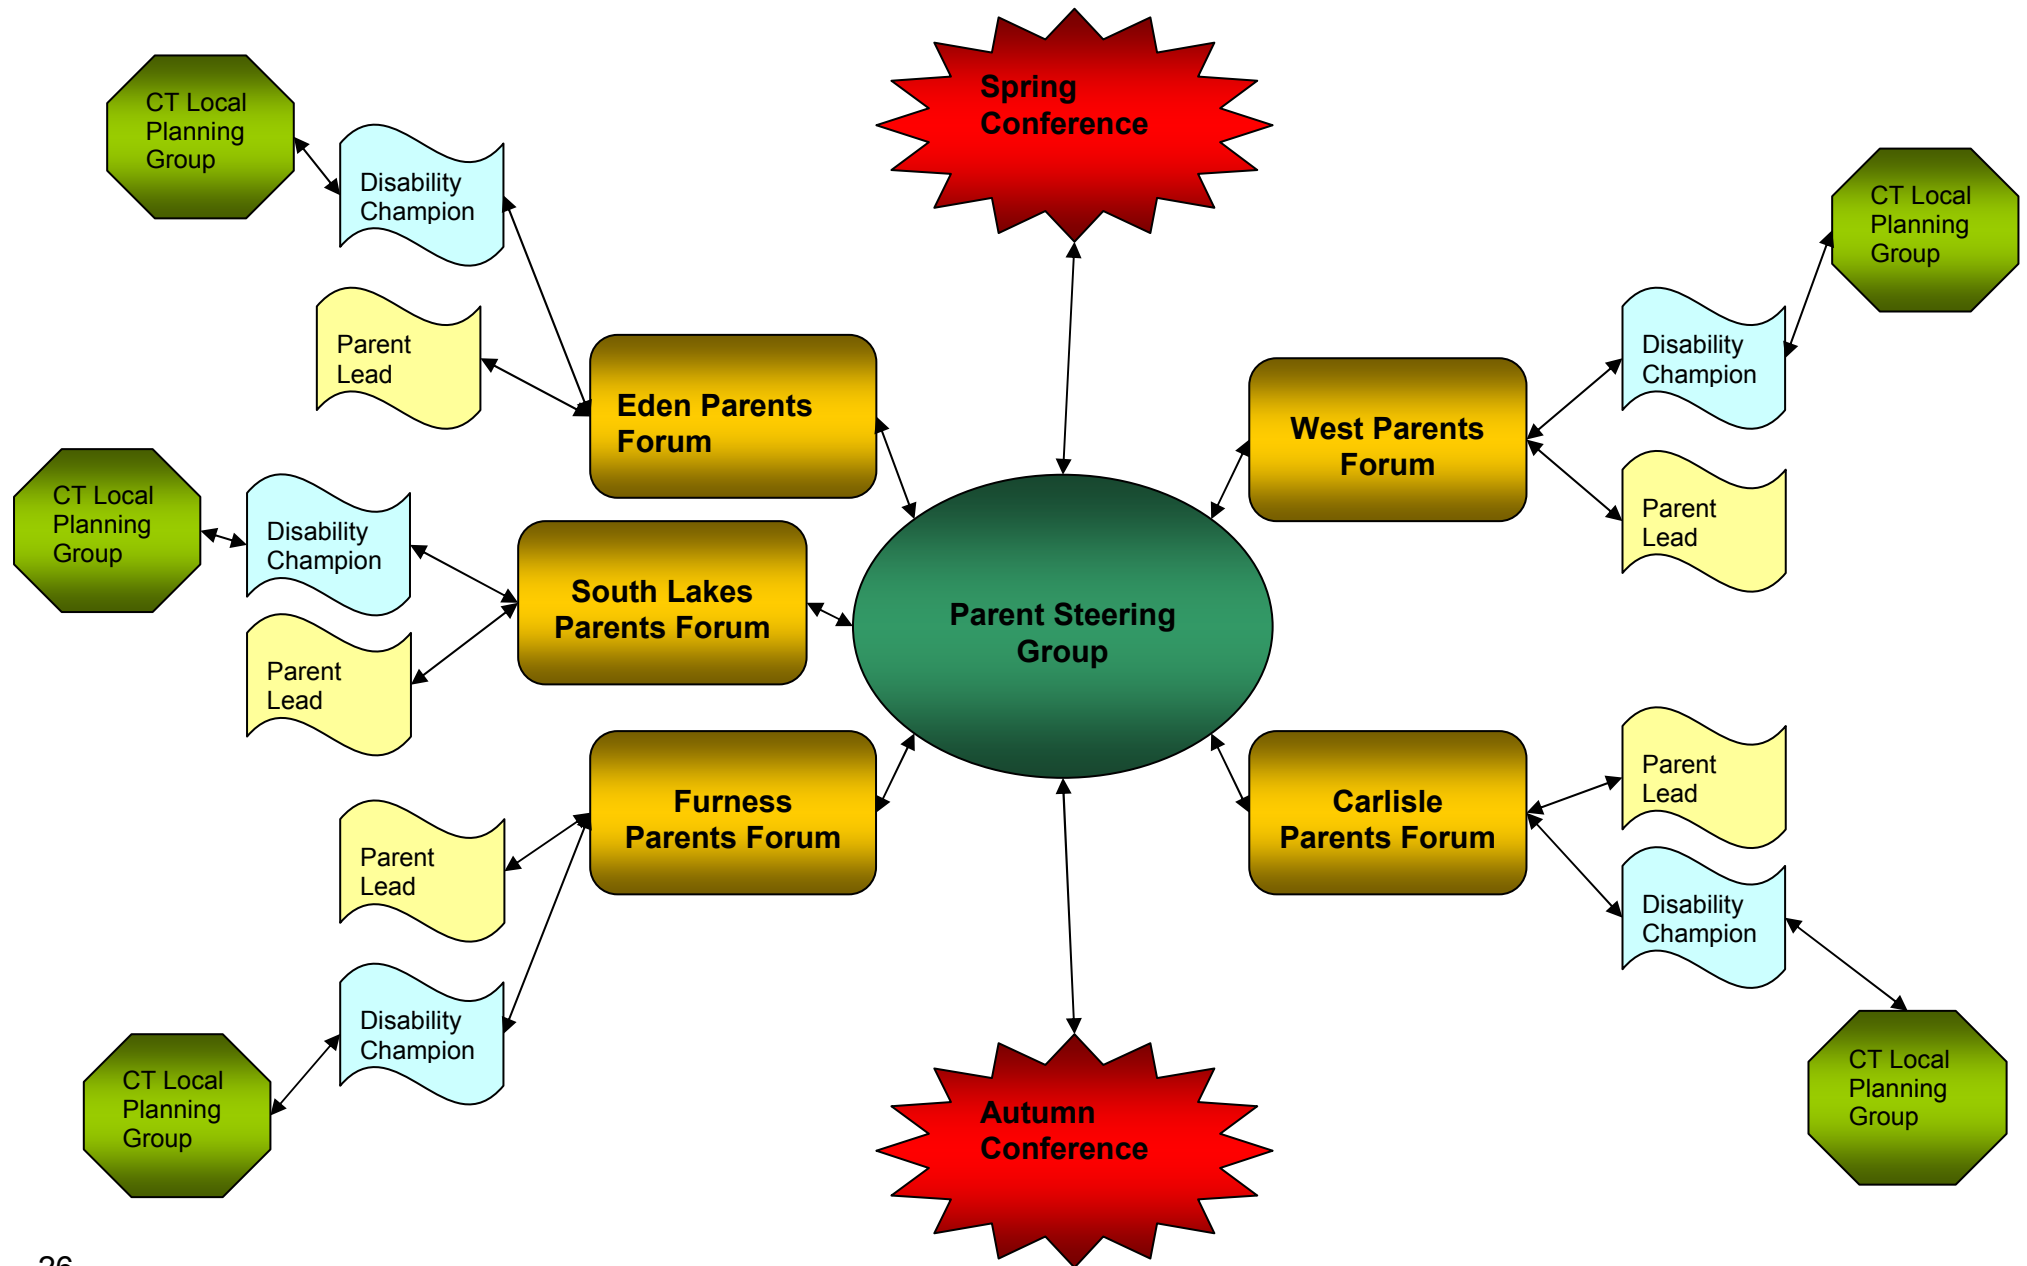 Spring
Conference
CT Local
Planning
Group
Disability
Champion
Parent
Lead
Eden Parents
Forum
CT Local
Planning
Group
Disability
Champion
Parent
Lead
South Lakes
Parents Forum
Parent Steering
Group
Furness
Parents Forum
Parent
Lead
Disability
Champion
CT Local
Planning
Group
CT Local
Planning
Group
Disability
Champion
West Parents
Forum
Parent
Lead
Carlisle
Parents Forum
Parent
Lead
Disability
Champion
CT Local
Planning
Group
Autumn
Conference
26